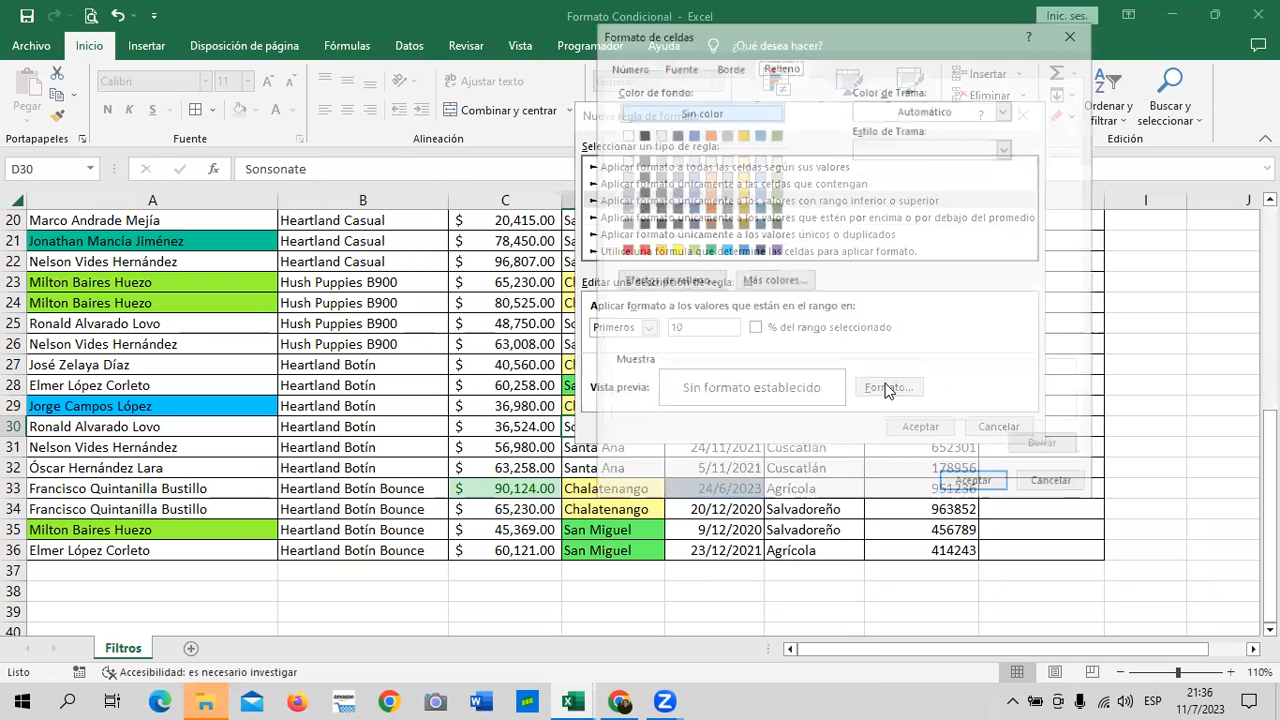 Formato Condicional - Excel
Inic. ses.
Archivo Inicio Insertar Disposición de página Fórmulas Datos Revisar Vista Programador Ayuda ¿Qué desea hacer?
Pegar
Calibri 11
N K S
Ajustar texto
Combinar y centrar
Insertar
Eliminar
Ordenar y filtrar
Buscar y seleccionar
Portapapeles Fuente Alineación Edición
D30 fx Sonsonate
A B C I J
20 Marco Andrade Mejía Heartland Casual $ 20,415.00
21 Jonathan Mancía Jiménez Heartland Casual $ 78,450.00
22 Nelson Vides Hernández Heartland Casual $ 96,807.00
23 Milton Baires Huezo Hush Puppies B900 $ 65,230.00
24 Milton Baires Huezo Hush Puppies B900 $ 80,525.00
25 Ronald Alvarado Lovo Hush Puppies B900 $ 48,750.00
26 Nelson Vides Hernández Hush Puppies B900 $ 63,008.00
27 José Zelaya Díaz Heartland Botín $ 40,560.00
28 Elmer López Corleto Heartland Botín $ 60,258.00
29 Jorge Campos López Heartland Botín $ 36,980.00
30 Ronald Alvarado Lovo Heartland Botín $ 36,524.00
31 Nelson Vides Hernández Heartland Botín $ 56,980.00 Santa Ana 24/11/2021 Cuscatlán 652301
32 Óscar Hernández Lara Heartland Botín $ 63,258.00 Santa Ana 5/11/2021 Cuscatlán 178956
33 Francisco Quintanilla Bustillo Heartland Botín Bounce $ 90,124.00 Chalatenango 24/6/2023 Agrícola 951236
34 Francisco Quintanilla Bustillo Heartland Botín Bounce $ 65,230.00 Chalatenango 20/12/2020 Salvadoreño 963852
35 Milton Baires Huezo Heartland Botín Bounce $ 45,369.00 San Miguel 9/12/2020 Salvadoreño 456789
36 Elmer López Corleto Heartland Botín Bounce $ 60,121.00 San Miguel 23/12/2021 Agrícola 414243
37
38
39
40
Formato de celdas ?
Número Fuente Borde Relleno
Color de fondo: Color de Trama:
Sin color Automático
Estilo de Trama:
Efectos de relleno... Más colores...
Muestra
Borrar
Aceptar Cancelar
Nueva regla de formato ?
Seleccionar un tipo de regla:
► Aplicar formato a todas las celdas según sus valores
► Aplicar formato únicamente a las celdas que contengan
► Aplicar formato únicamente a los valores con rango inferior o superior
► Aplicar formato únicamente a los valores que estén por encima o por debajo del promedio
► Aplicar formato únicamente a los valores únicos o duplicados
► Utilice una fórmula que determine las celdas para aplicar formato.
Editar una descripción de regla:
Aplicar formato a los valores que están en el rango en:
Primeros 10 % del rango seleccionado
Vista previa: Sin formato establecido Formato...
Aceptar Cancelar
Filtros
Listo Accesibilidad: es necesario investigar 110%
ESP
21:36
11/7/2023